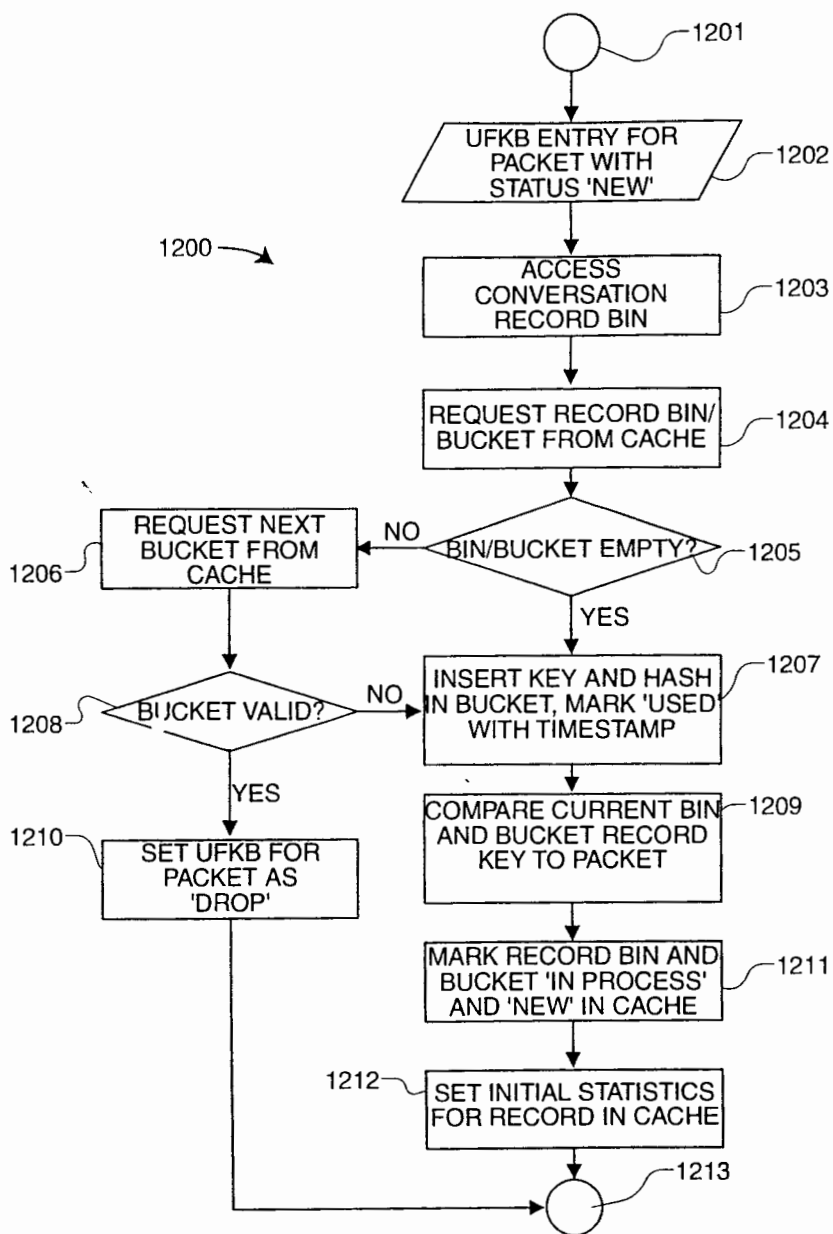 1201
UFKB ENTRY FOR
PACKET WITH
STATUS 'NEW'
1202
1200
ACCESS
CONVERSATION
RECORD BIN
1203
REQUEST RECORD BIN/
BUCKET FROM CACHE
1204
REQUEST NEXT
BUCKET FROM
CACHE
1206
NO
BIN/BUCKET EMPTY?
1205
YES
INSERT KEY AND HASH
IN BUCKET, MARK 'USED'
WITH TIMESTAMP
1207
1208
BUCKET VALID?
NO
YES
COMPARE CURRENT BIN
AND BUCKET RECORD
KEY TO PACKET
1209
1210
SET UFKB FOR
PACKET AS
'DROP'
MARK RECORD BIN AND
BUCKET 'IN PROCESS'
AND 'NEW' IN CACHE
1211
1212
SET INITIAL STATISTICS
FOR RECORD IN CACHE
1213